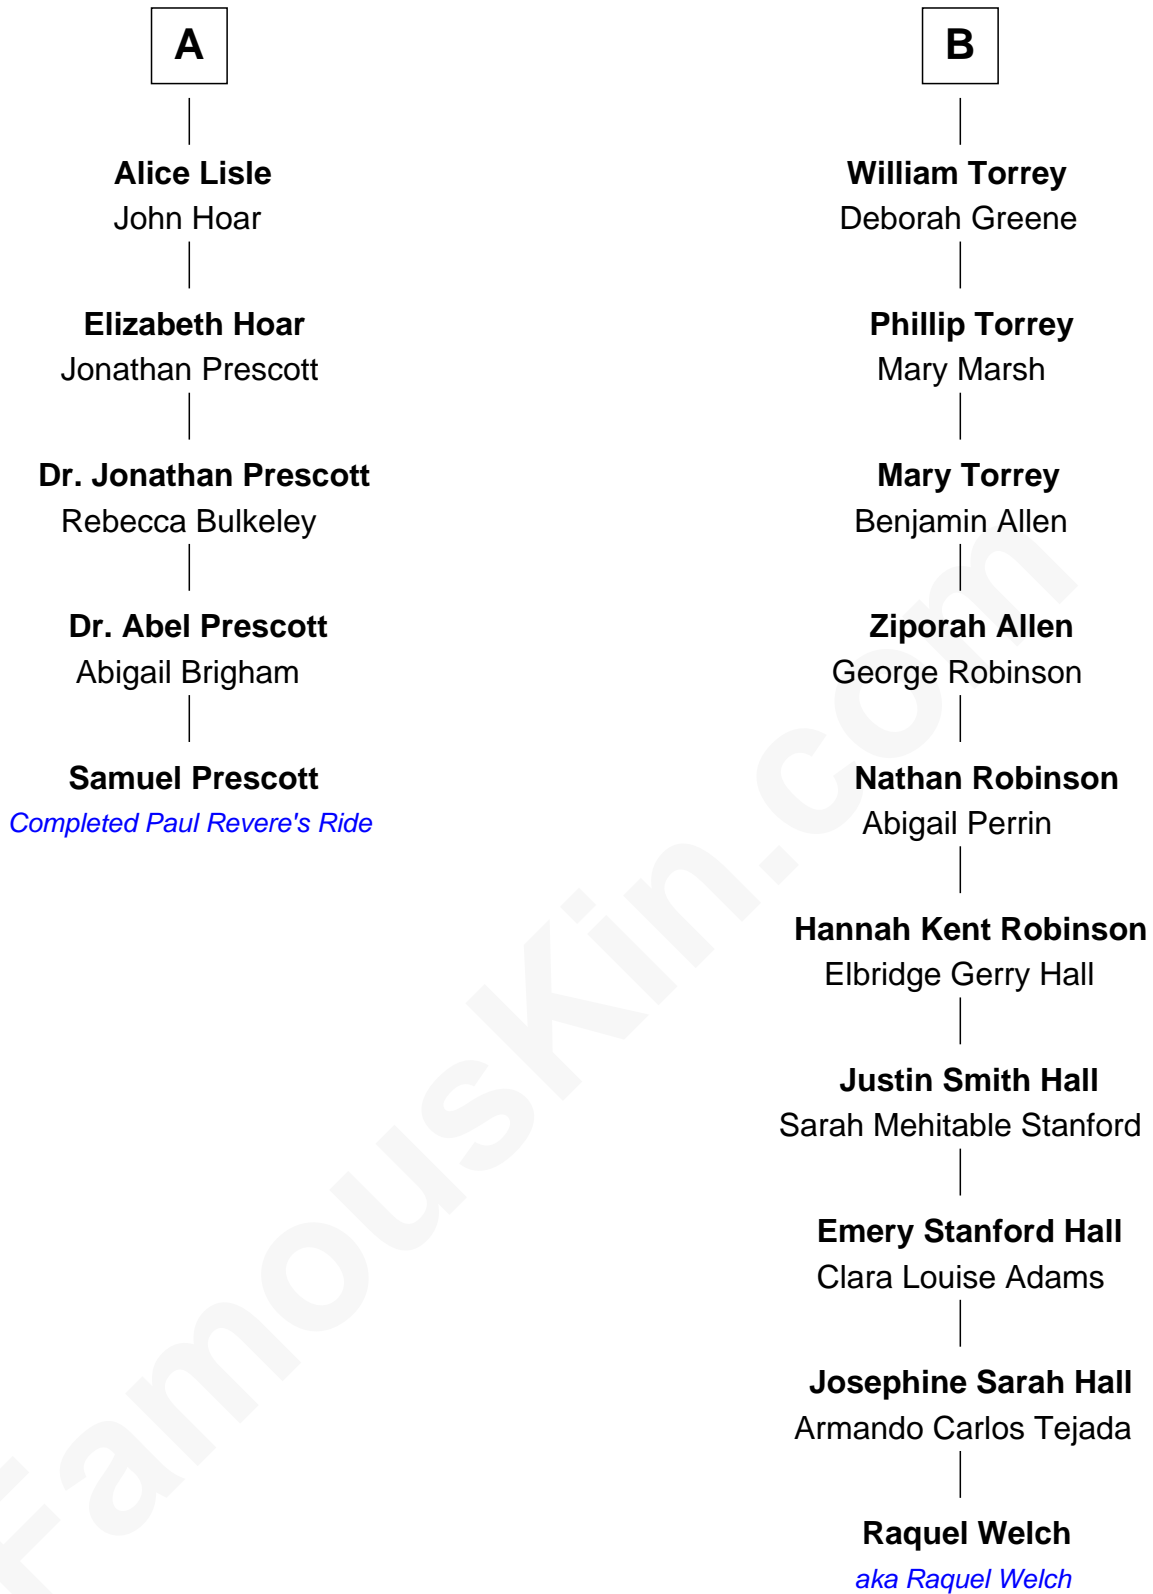 A
Alice Lisle
John Hoar
Elizabeth Hoar
Jonathan Prescott
Dr. Jonathan Prescott
Rebecca Bulkeley
Dr. Abel Prescott
Abigail Brigham
Samuel Prescott
Completed Paul Revere's Ride
B
William Torrey
Deborah Greene
Phillip Torrey
Mary Marsh
Mary Torrey
Benjamin Allen
Ziporah Allen
George Robinson
Nathan Robinson
Abigail Perrin
Hannah Kent Robinson
Elbridge Gerry Hall
Justin Smith Hall
Sarah Mehitable Stanford
Emery Stanford Hall
Clara Louise Adams
Josephine Sarah Hall
Armando Carlos Tejada
Raquel Welch
aka Raquel Welch
FamousKin.com